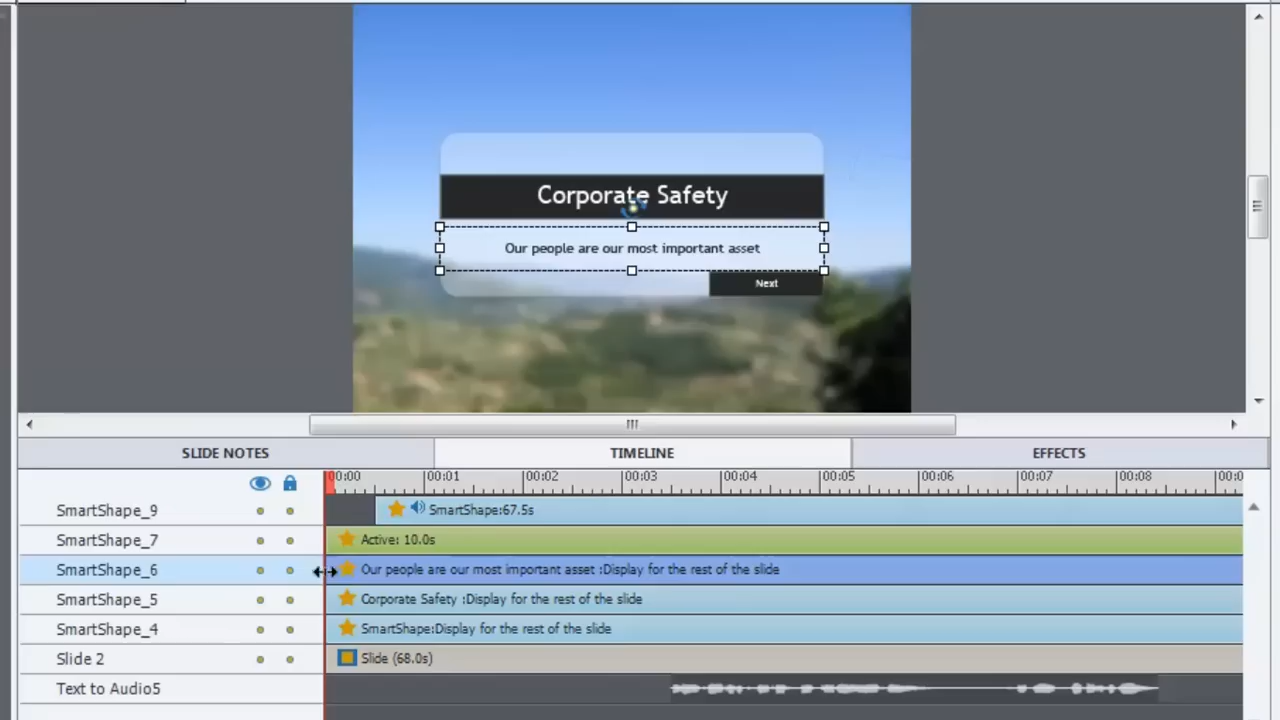 Corporate Safety
Our people are our most important asset
Next
SLIDE NOTES
TIMELINE
EFFECTS
00:00 00:01 00:02 00:03 00:04 00:05 00:06 00:07 00:08 00:0
SmartShape_9
SmartShape:67.5s
SmartShape_7
Active: 10.0s
SmartShape_6
Our people are our most important asset :Display for the rest of the slide
SmartShape_5
Corporate Safety :Display for the rest of the slide
SmartShape_4
SmartShape:Display for the rest of the slide
Slide 2
Slide (68.0s)
Text to Audio5